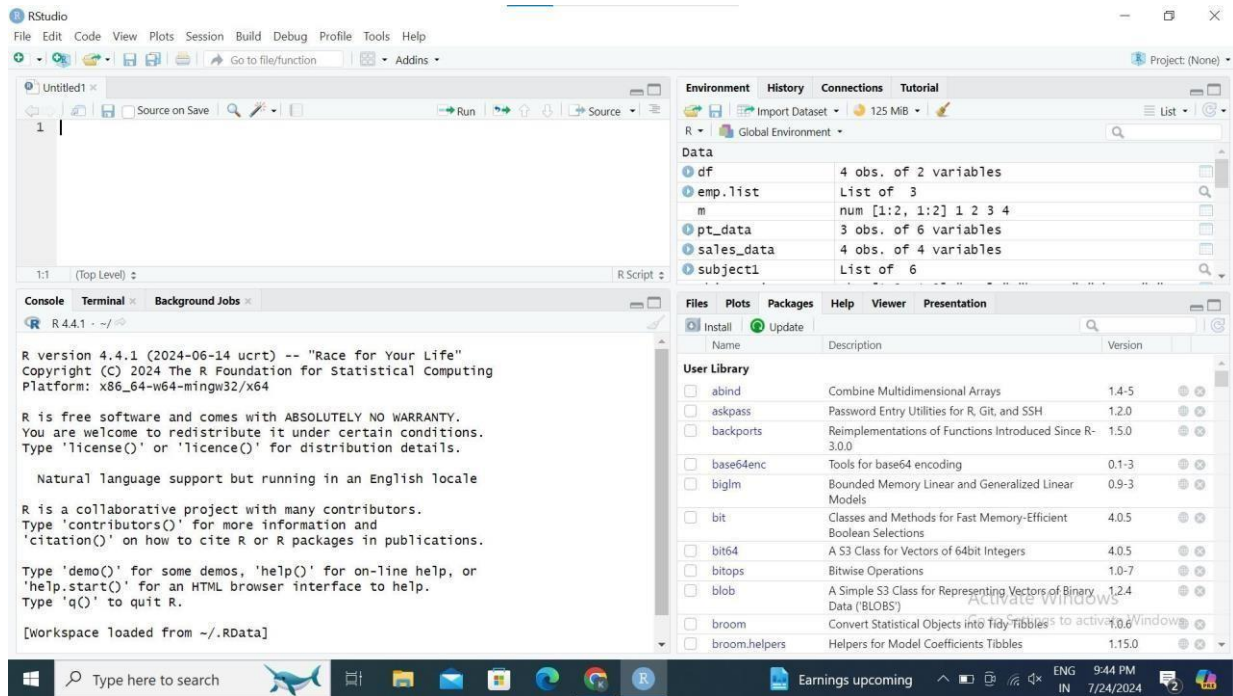 RStudio
File Edit Code View Plots Session Build Debug Profile Tools Help
Go to file/function Addins Project: (None)
Untitled1
Source on Save Run Source
1
1:1 (Top Level) R Script
Console Terminal Background Jobs
R 4.4.1 · ~/
R version 4.4.1 (2024-06-14 ucrt) -- "Race for Your Life"
Copyright (C) 2024 The R Foundation for Statistical Computing
Platform: x86_64-w64-mingw32/x64
R is free software and comes with ABSOLUTELY NO WARRANTY.
You are welcome to redistribute it under certain conditions.
Type 'license()' or 'licence()' for distribution details.
Natural language support but running in an English locale
R is a collaborative project with many contributors.
Type 'contributors()' for more information and
'citation()' on how to cite R or R packages in publications.
Type 'demo()' for some demos, 'help()' for on-line help, or
'help.start()' for an HTML browser interface to help.
Type 'q()' to quit R.
[Workspace loaded from ~/.RData]
Environment History Connections Tutorial
Import Dataset 125 MiB List
R Global Environment
Data
df 4 obs. of 2 variables
emp.list List of 3
m num [1:2, 1:2] 1 2 3 4
pt_data 3 obs. of 6 variables
sales_data 4 obs. of 4 variables
subject1 List of 6
Files Plots Packages Help Viewer Presentation
Install Update
Name Description Version
User Library
abind Combine Multidimensional Arrays 1.4-5
askpass Password Entry Utilities for R, Git, and SSH 1.2.0
backports Reimplementations of Functions Introduced Since R- 1.5.0
3.0.0
base64enc Tools for base64 encoding 0.1-3
biglm Bounded Memory Linear and Generalized Linear 0.9-3
Models
bit Classes and Methods for Fast Memory-Efficient 4.0.5
Boolean Selections
bit64 A S3 Class for Vectors of 64bit Integers 4.0.5
bitops Bitwise Operations 1.0-7
blob A Simple S3 Class for Representing Vectors of Binary 1.2.4
Data ('BLOBS')
Activate Windows
broom Convert Statistical Objects into Tidy Tibbles 1.0.6
Go to Settings to activate Windows
broom.helpers Helpers for Model Coefficients Tibbles 1.15.0
Type here to search Earnings upcoming ENG 9:44 PM
IN 7/24/2024 2